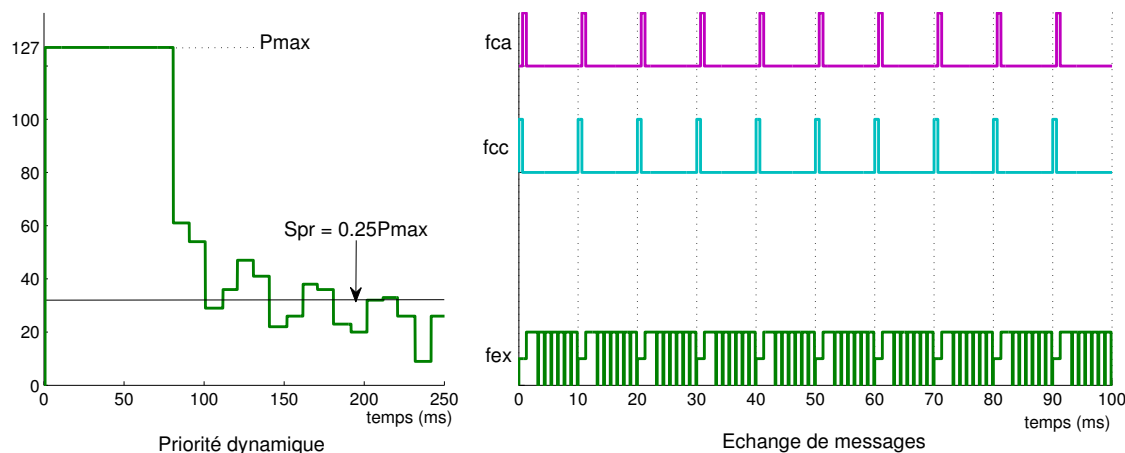 127
100
80
60
40
20
0
Pmax
Spr = 0.25Pmax
0 50 100 150 200 250
temps (ms)
Priorité dynamique
fca
fcc
fex
0 10 20 30 40 50 60 70 80 90 100
temps (ms)
Echange de messages